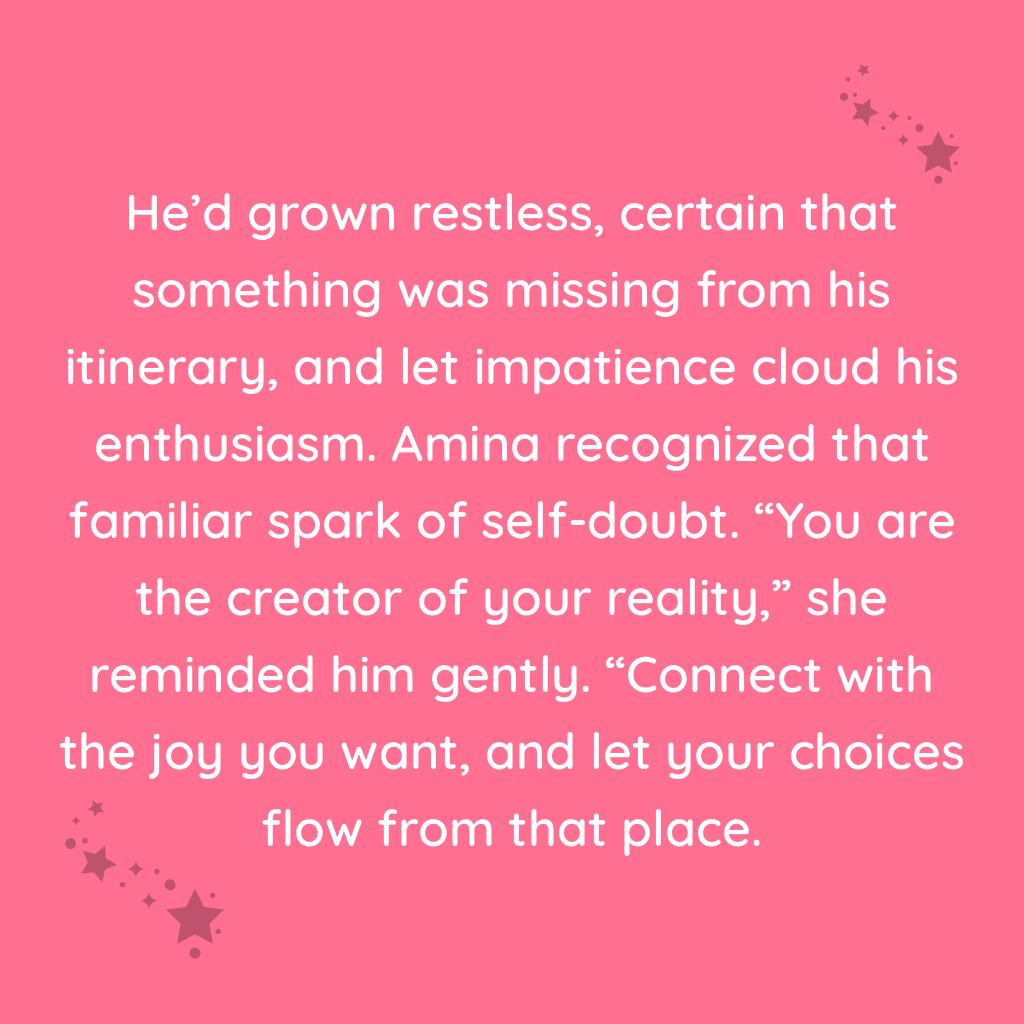 He’d grown restless, certain that
something was missing from his
itinerary, and let impatience cloud his
enthusiasm. Amina recognized that
familiar spark of self-doubt. “You are
the creator of your reality,” she
reminded him gently. “Connect with
the joy you want, and let your choices
flow from that place.